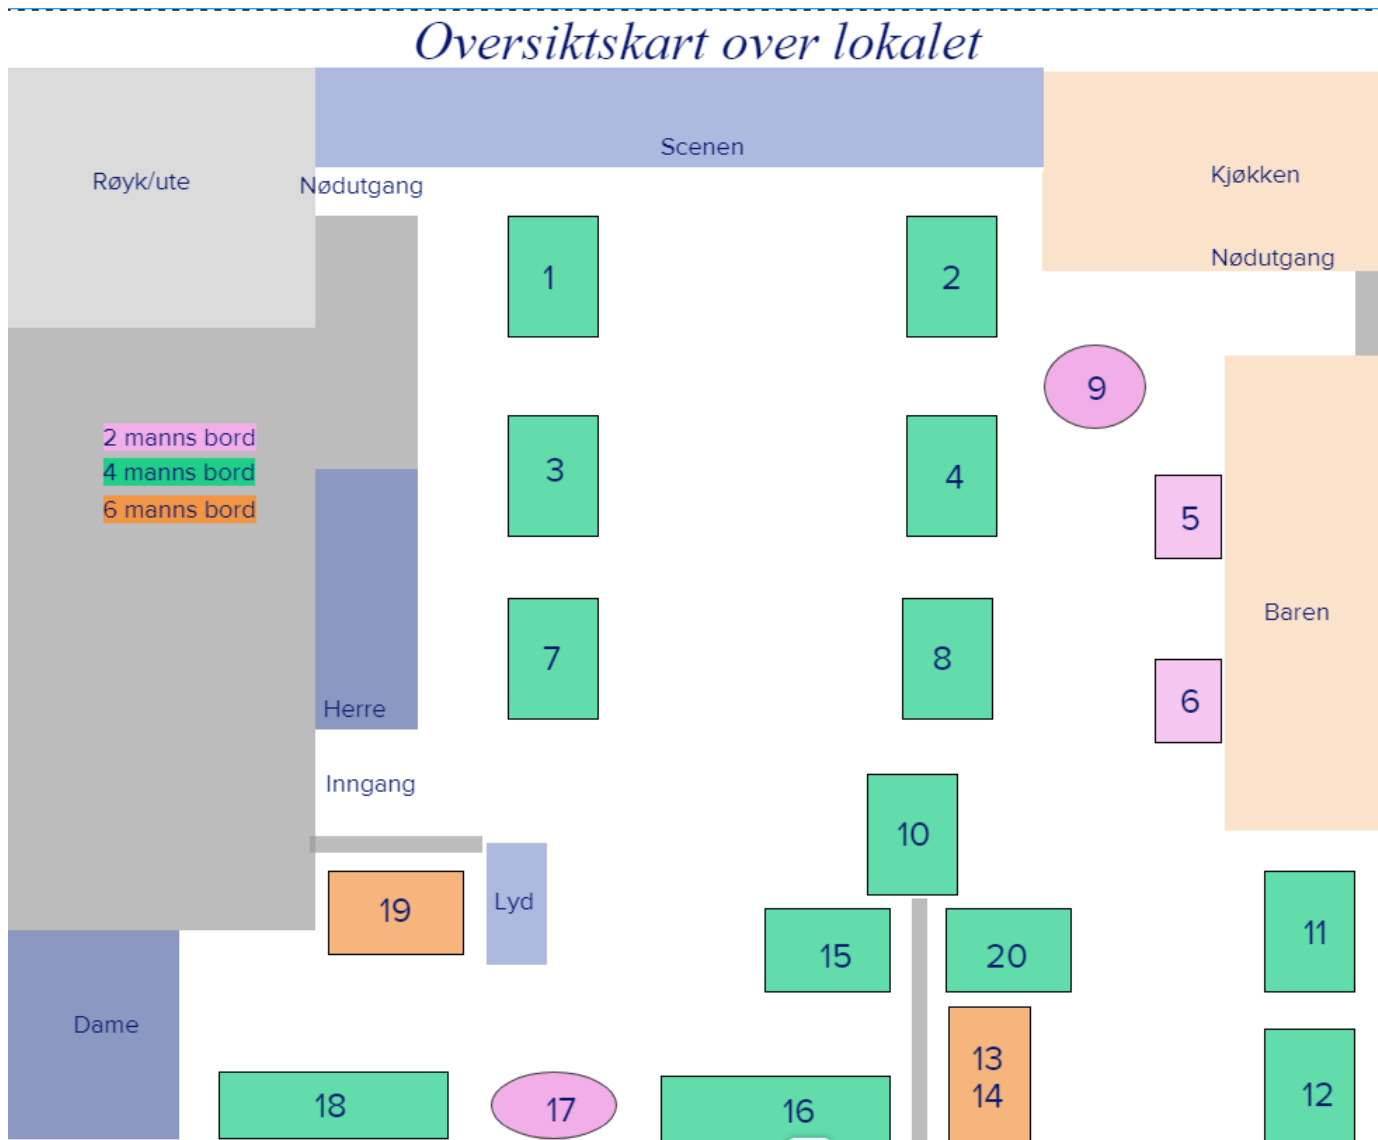 Oversiktskart over lokalet
Scenen
Røyk/ute
Nødutgang
Kjøkken
Nødutgang
1
2
9
2 manns bord
4 manns bord
6 manns bord
3
4
5
Baren
7
8
6
Herre
Inngang
10
19
Lyd
15
20
11
Dame
13
14
18
17
16
12